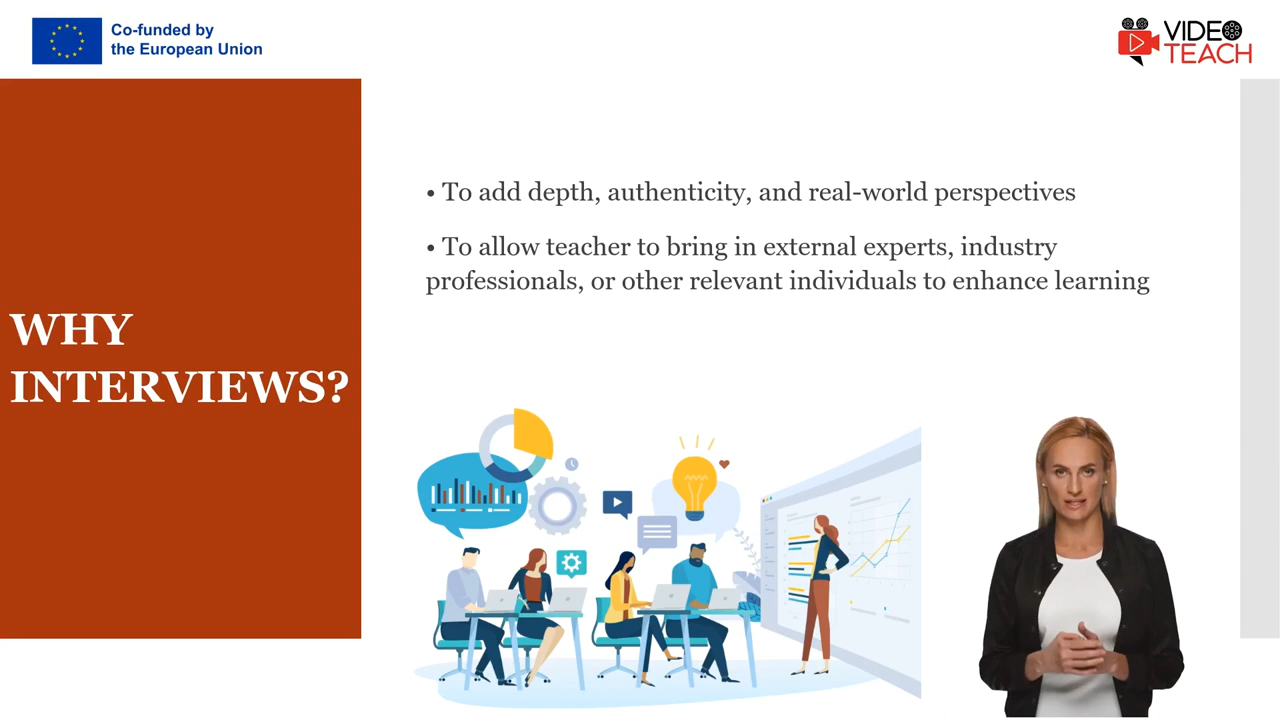 Co-funded by
the European Union
VIDEO
TEACH
WHY
INTERVIEWS?
• To add depth, authenticity, and real-world perspectives
• To allow teacher to bring in external experts, industry
professionals, or other relevant individuals to enhance learning